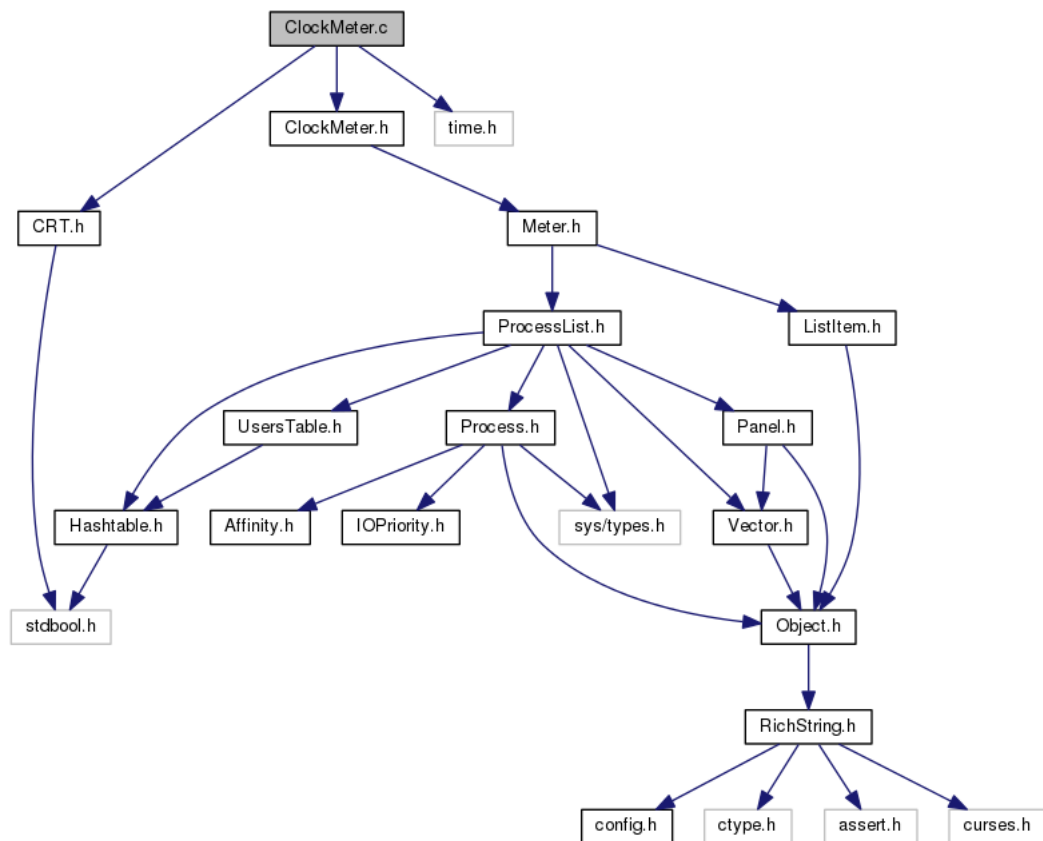 ClockMeter.c
ClockMeter.h
time.h
CRT.h
Meter.h
ProcessList.h
ListItem.h
UsersTable.h
Process.h
Panel.h
Hashtable.h
Affinity.h
IOPriority.h
sys/types.h
Vector.h
stdbool.h
Object.h
RichString.h
config.h
ctype.h
assert.h
curses.h